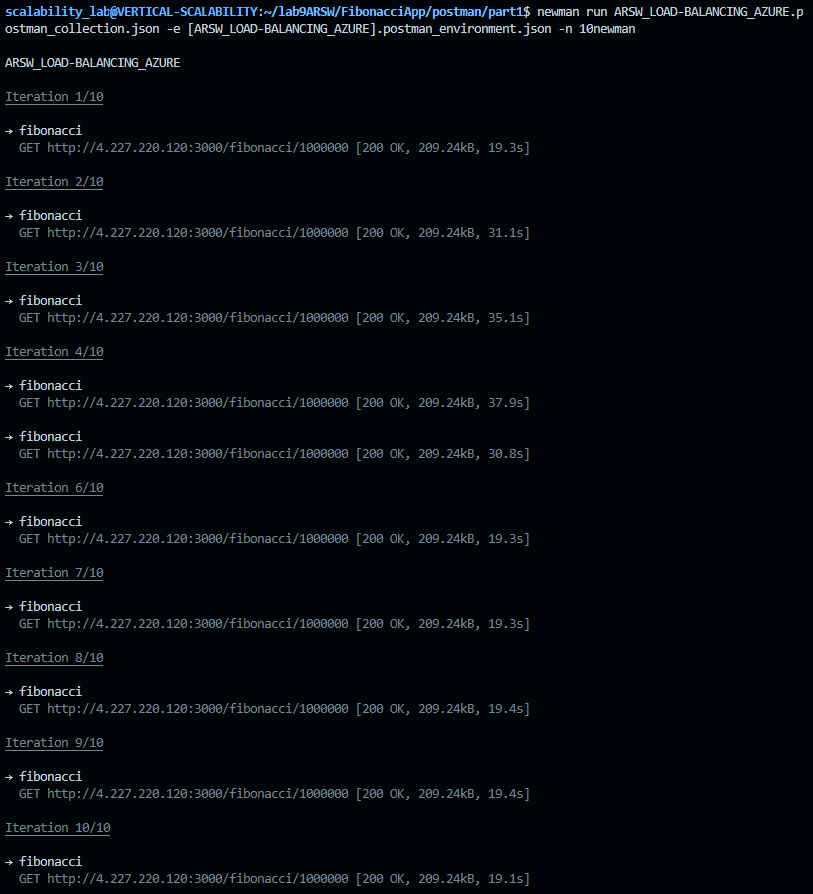 scalability_lab@VERTICAL-SCALABILITY:~/lab9ARSW/FibonacciApp/postman/part1$ newman run ARSW_LOAD-BALANCING_AZURE.p
ostman_collection.json -e [ARSW_LOAD-BALANCING_AZURE].postman_environment.json -n 10newman
ARSW_LOAD-BALANCING_AZURE
Iteration 1/10
→ fibonacci
GET http://4.227.220.120:3000/fibonacci/1000000 [200 OK, 209.24kB, 19.3s]
Iteration 2/10
→ fibonacci
GET http://4.227.220.120:3000/fibonacci/1000000 [200 OK, 209.24kB, 31.1s]
Iteration 3/10
→ fibonacci
GET http://4.227.220.120:3000/fibonacci/1000000 [200 OK, 209.24kB, 35.1s]
Iteration 4/10
→ fibonacci
GET http://4.227.220.120:3000/fibonacci/1000000 [200 OK, 209.24kB, 37.9s]
→ fibonacci
GET http://4.227.220.120:3000/fibonacci/1000000 [200 OK, 209.24kB, 30.8s]
Iteration 6/10
→ fibonacci
GET http://4.227.220.120:3000/fibonacci/1000000 [200 OK, 209.24kB, 19.3s]
Iteration 7/10
→ fibonacci
GET http://4.227.220.120:3000/fibonacci/1000000 [200 OK, 209.24kB, 19.3s]
Iteration 8/10
→ fibonacci
GET http://4.227.220.120:3000/fibonacci/1000000 [200 OK, 209.24kB, 19.4s]
Iteration 9/10
→ fibonacci
GET http://4.227.220.120:3000/fibonacci/1000000 [200 OK, 209.24kB, 19.4s]
Iteration 10/10
→ fibonacci
GET http://4.227.220.120:3000/fibonacci/1000000 [200 OK, 209.24kB, 19.1s]